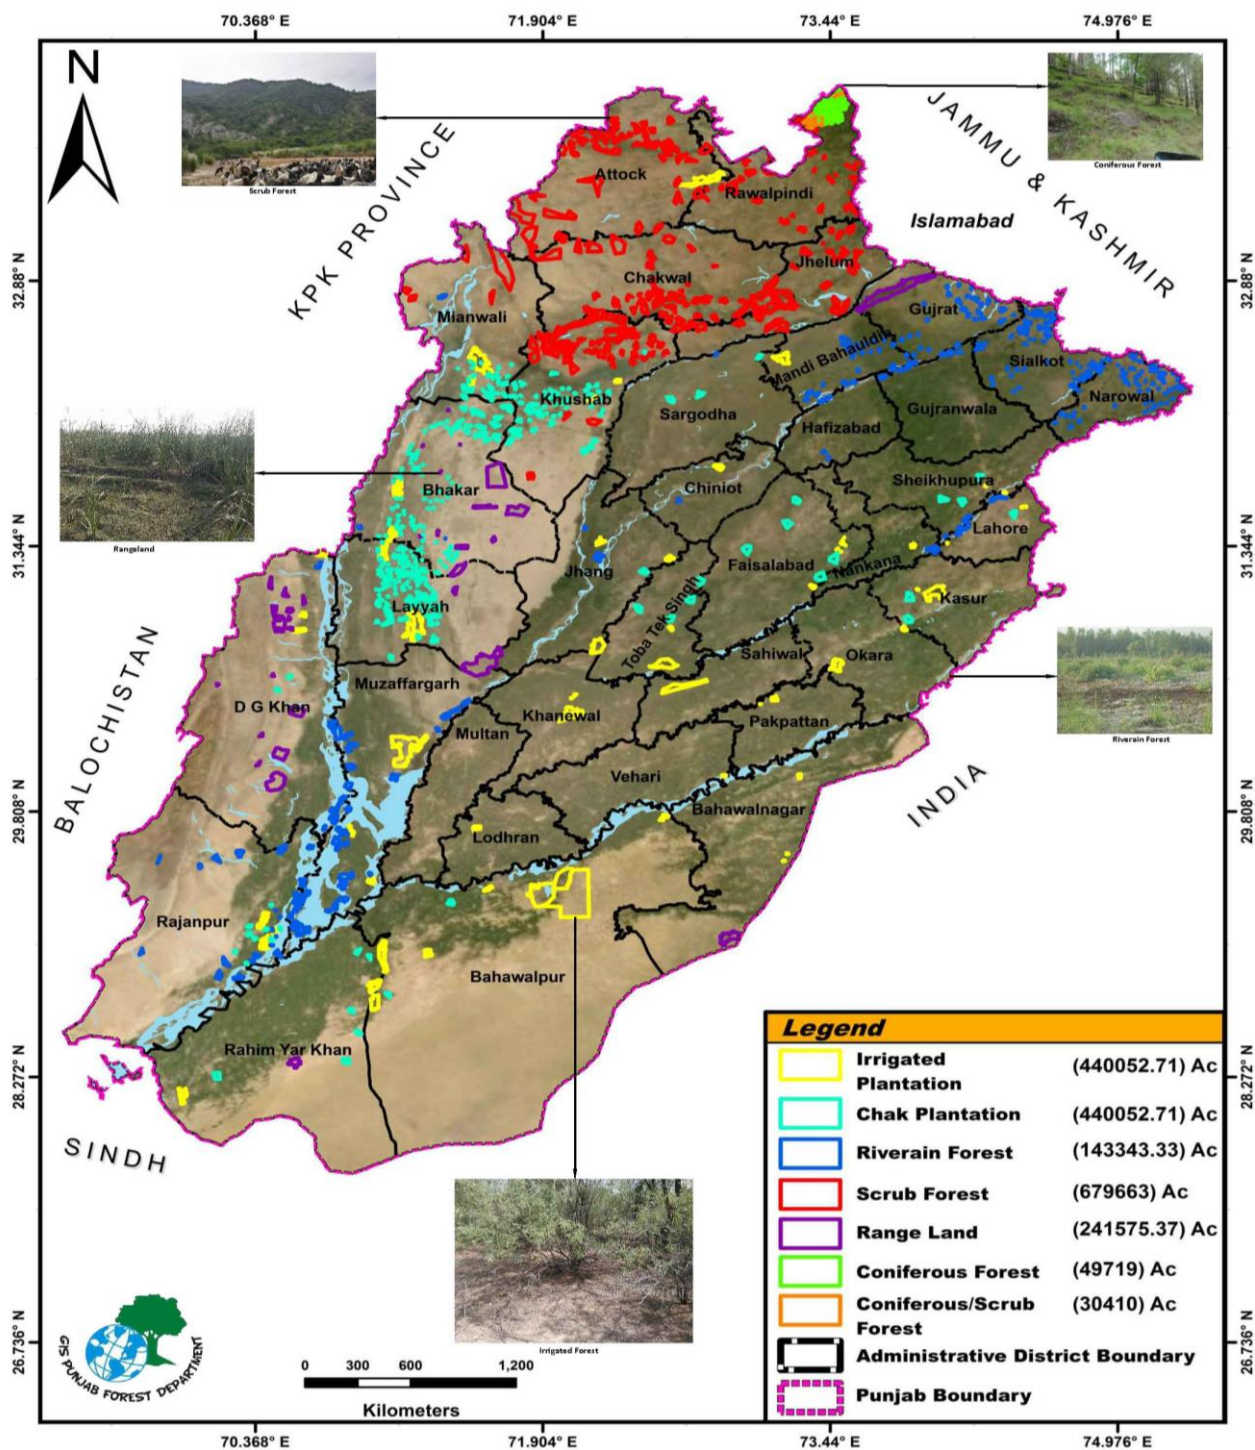 70.368° E
71.904° E
73.44° E
74.976° E
N
Scrub Forest
Coniferous Forest
KPK PROVINCE
JAMMU & KASHMIR
Attock
Rawalpindi
Islamabad
32.88° N
32.88° N
Chakwal
Jhelum
Mianwali
Gujrat
Mandi Bahauldin
Sialkot
Khushab
Sargodha
Gujranwala
Narowal
Hafizabad
Rangeland
Bhakar
Chiniot
Sheikhupura
31.344° N
31.344° N
Lahore
Jhang
Faisalabad
Nankana
Layyah
Toba Tek Singh
Kasur
BALOCHISTAN
Sahiwal
Okara
Muzaffargarh
D G Khan
Khanewal
Multan
Pakpattan
Riverain Forest
Vehari
INDIA
29.808° N
29.808° N
Bahawalnagar
Lodhran
Rajanpur
Bahawalpur
Rahim Yar Khan
28.272° N
28.272° N
SINDH
Irrigated Forest
Legend
Irrigated Plantation (440052.71) Ac
Chak Plantation (440052.71) Ac
Riverain Forest (143343.33) Ac
Scrub Forest (679663) Ac
Range Land (241575.37) Ac
Coniferous Forest (49719) Ac
Coniferous/Scrub Forest (30410) Ac
Administrative District Boundary
Punjab Boundary
GIS PUNJAB FOREST DEPARTMENT
0 300 600 1,200
Kilometers
26.736° N
26.736° N
70.368° E
71.904° E
73.44° E
74.976° E